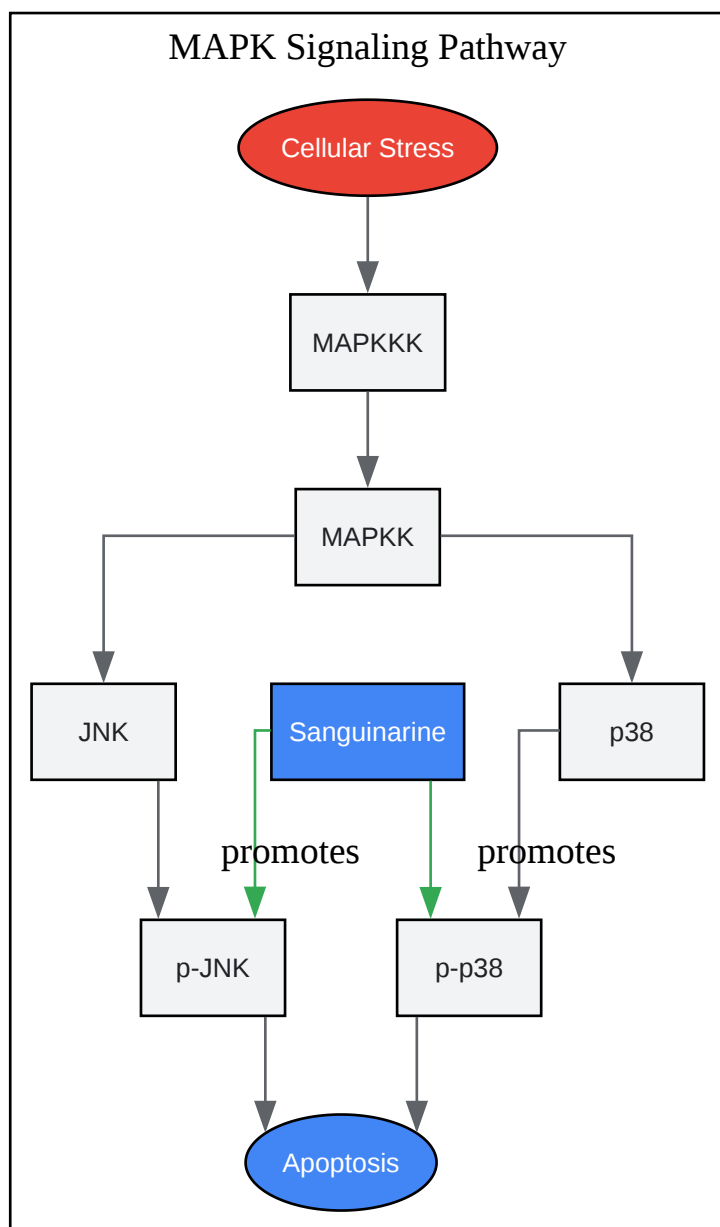 MAPK Signaling Pathway
Cellular Stress
MAPKKK
MAPKK
JNK
Sanguinarine
p38
promotes
promotes
p-JNK
p-p38
Apoptosis